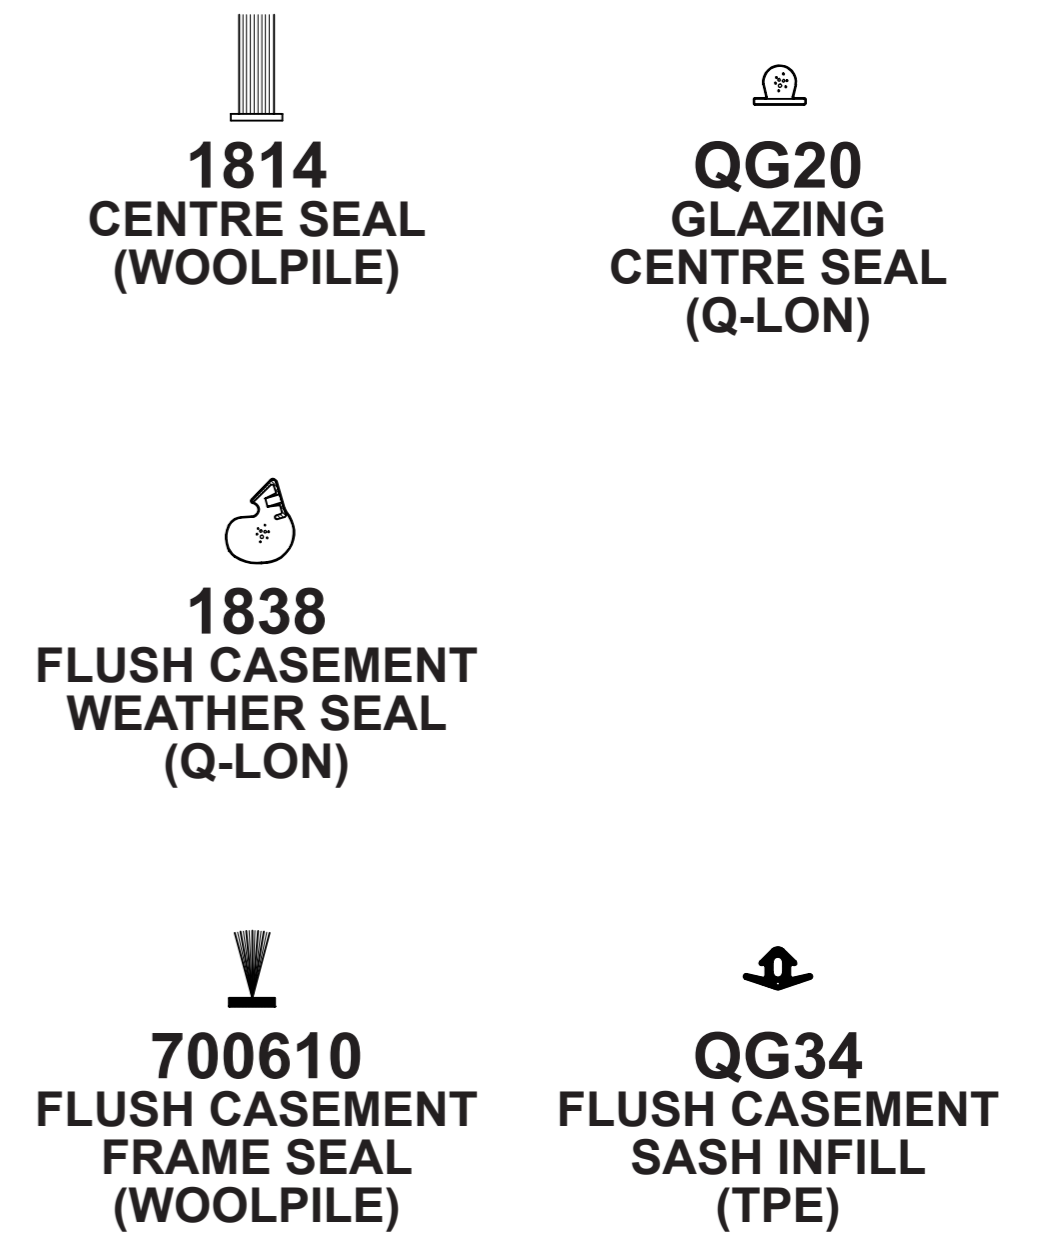 1814
CENTRE SEAL
(WOOLPILE)
QG20
GLAZING
CENTRE SEAL
(Q-LON)
1838
FLUSH CASEMENT
WEATHER SEAL
(Q-LON)
700610
FLUSH CASEMENT
FRAME SEAL
(WOOLPILE)
QG34
FLUSH CASEMENT
SASH INFILL
(TPE)